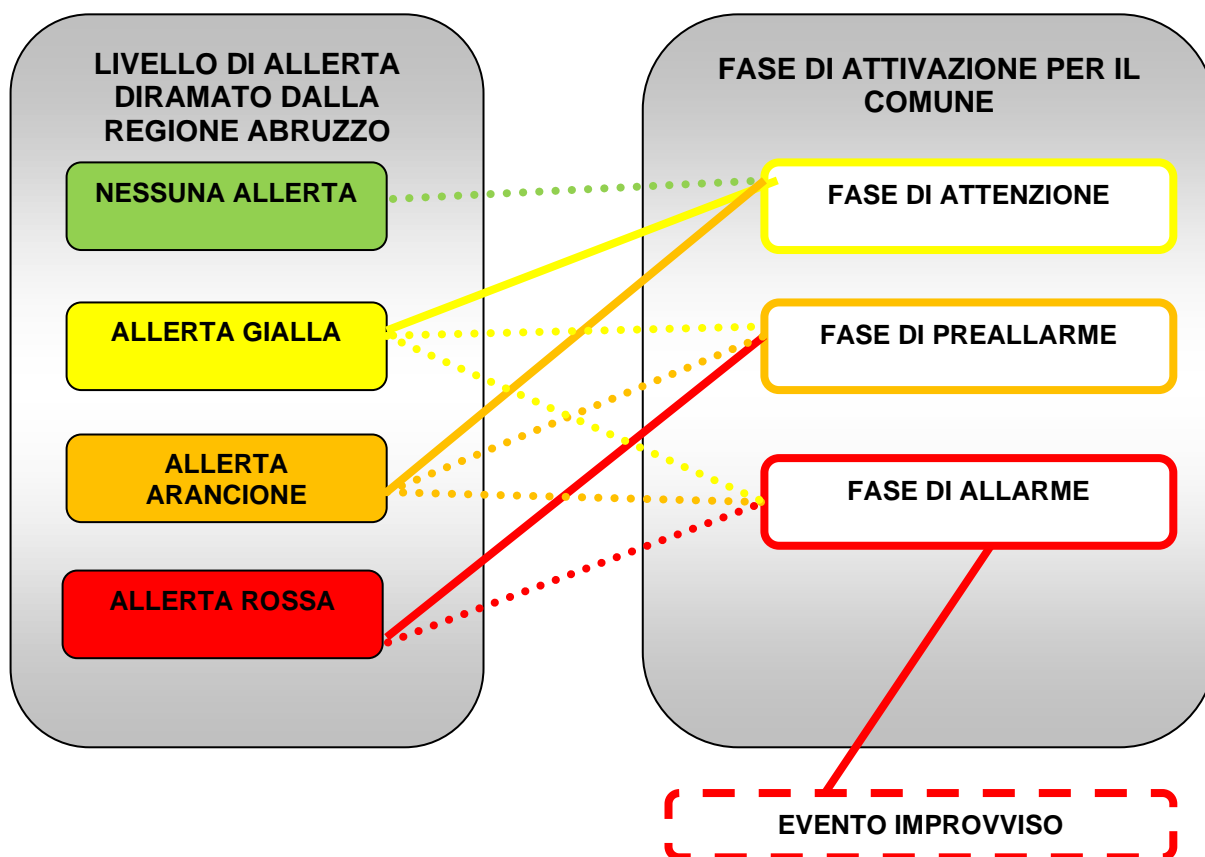 LIVELLO DI ALLERTA
DIRAMATO DALLA
REGIONE ABRUZZO
NESSUNA ALLERTA
ALLERTA GIALLA
ALLERTA
ARANCIONE
ALLERTA ROSSA
FASE DI ATTIVAZIONE PER IL
COMUNE
FASE DI ATTENZIONE
FASE DI PREALLARME
FASE DI ALLARME
EVENTO IMPROVVISO